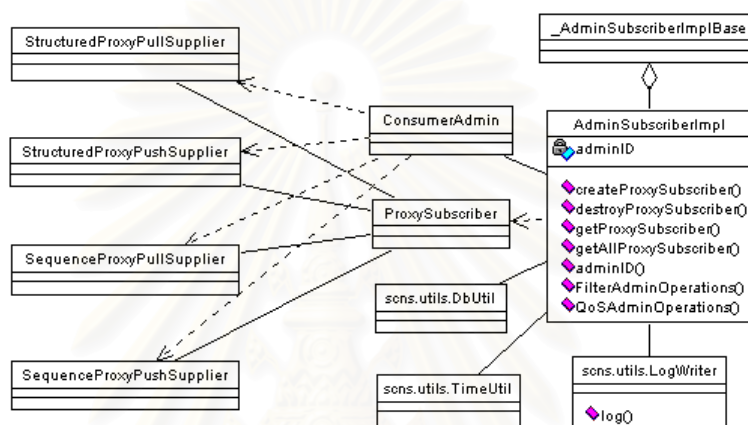 _AdminSubscriberImplBase
StructuredProxyPullSupplier
ConsumerAdmin
AdminSubscriberImpl
adminID
StructuredProxyPushSupplier
createProxySubscriber()
destroyProxySubscriber()
getProxySubscriber()
getAllProxySubscriber()
adminID()
FilterAdminOperations()
QoSAdminOperations()
ProxySubscriber
SequenceProxyPullSupplier
scns.utils.DbUtil
SequenceProxyPushSupplier
scns.utils.TimeUtil
scns.utils.LogWriter
log()